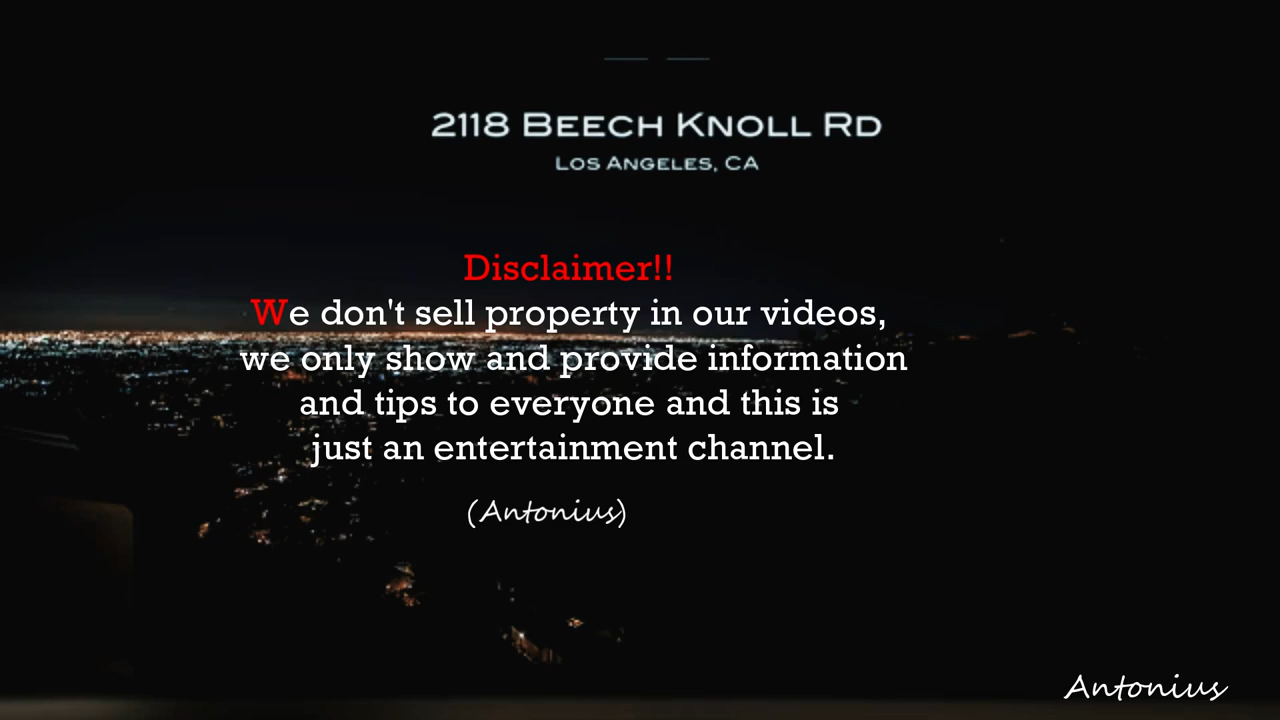 2118 BEECH KNOLL RD
LOS ANGELES, CA
Disclaimer!!
We don't sell property in our videos,
we only show and provide information
and tips to everyone and this is
just an entertainment channel.
(Antonius)
Antonius